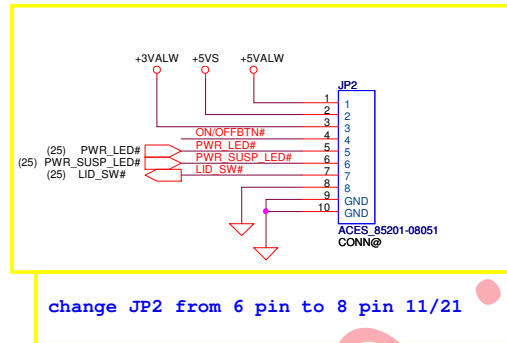 +3VALW +5VS +5VALW
JP2
1 1
2 2
3 3
ON/OFFBTN# 4 4
(25) PWR_LED# PWR_LED# 5 5
(25) PWR_SUSP_LED# PWR_SUSP_LED# 6 6
(25) LID_SW# LID_SW# 7 7
8 8
9 GND
10 GND
ACES_85201-08051
CONN@
change JP2 from 6 pin to 8 pin 11/21